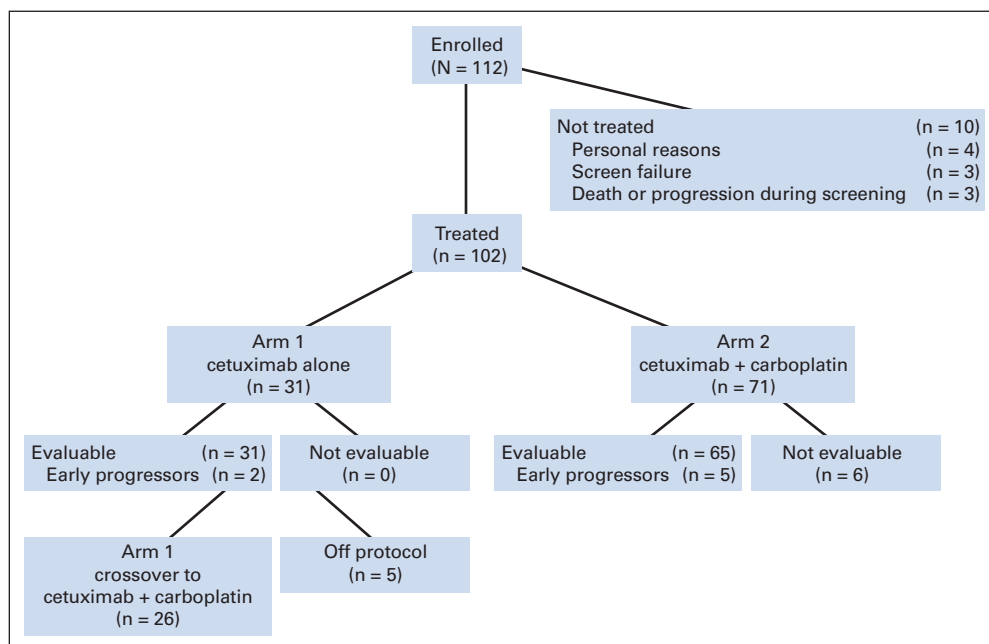 Enrolled
(N = 112)
Not treated (n = 10)
Personal reasons (n = 4)
Screen failure (n = 3)
Death or progression during screening (n = 3)
Treated
(n = 102)
Arm 1
cetuximab alone
(n = 31)
Arm 2
cetuximab + carboplatin
(n = 71)
Evaluable (n = 31)
Early progressors (n = 2)
Not evaluable
(n = 0)
Evaluable (n = 65)
Early progressors (n = 5)
Not evaluable
(n = 6)
Arm 1
crossover to
cetuximab + carboplatin
(n = 26)
Off protocol
(n = 5)